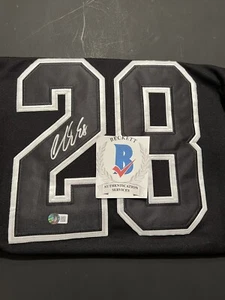 28
BECKETT
B
AUTHENTICATION
SERVICES